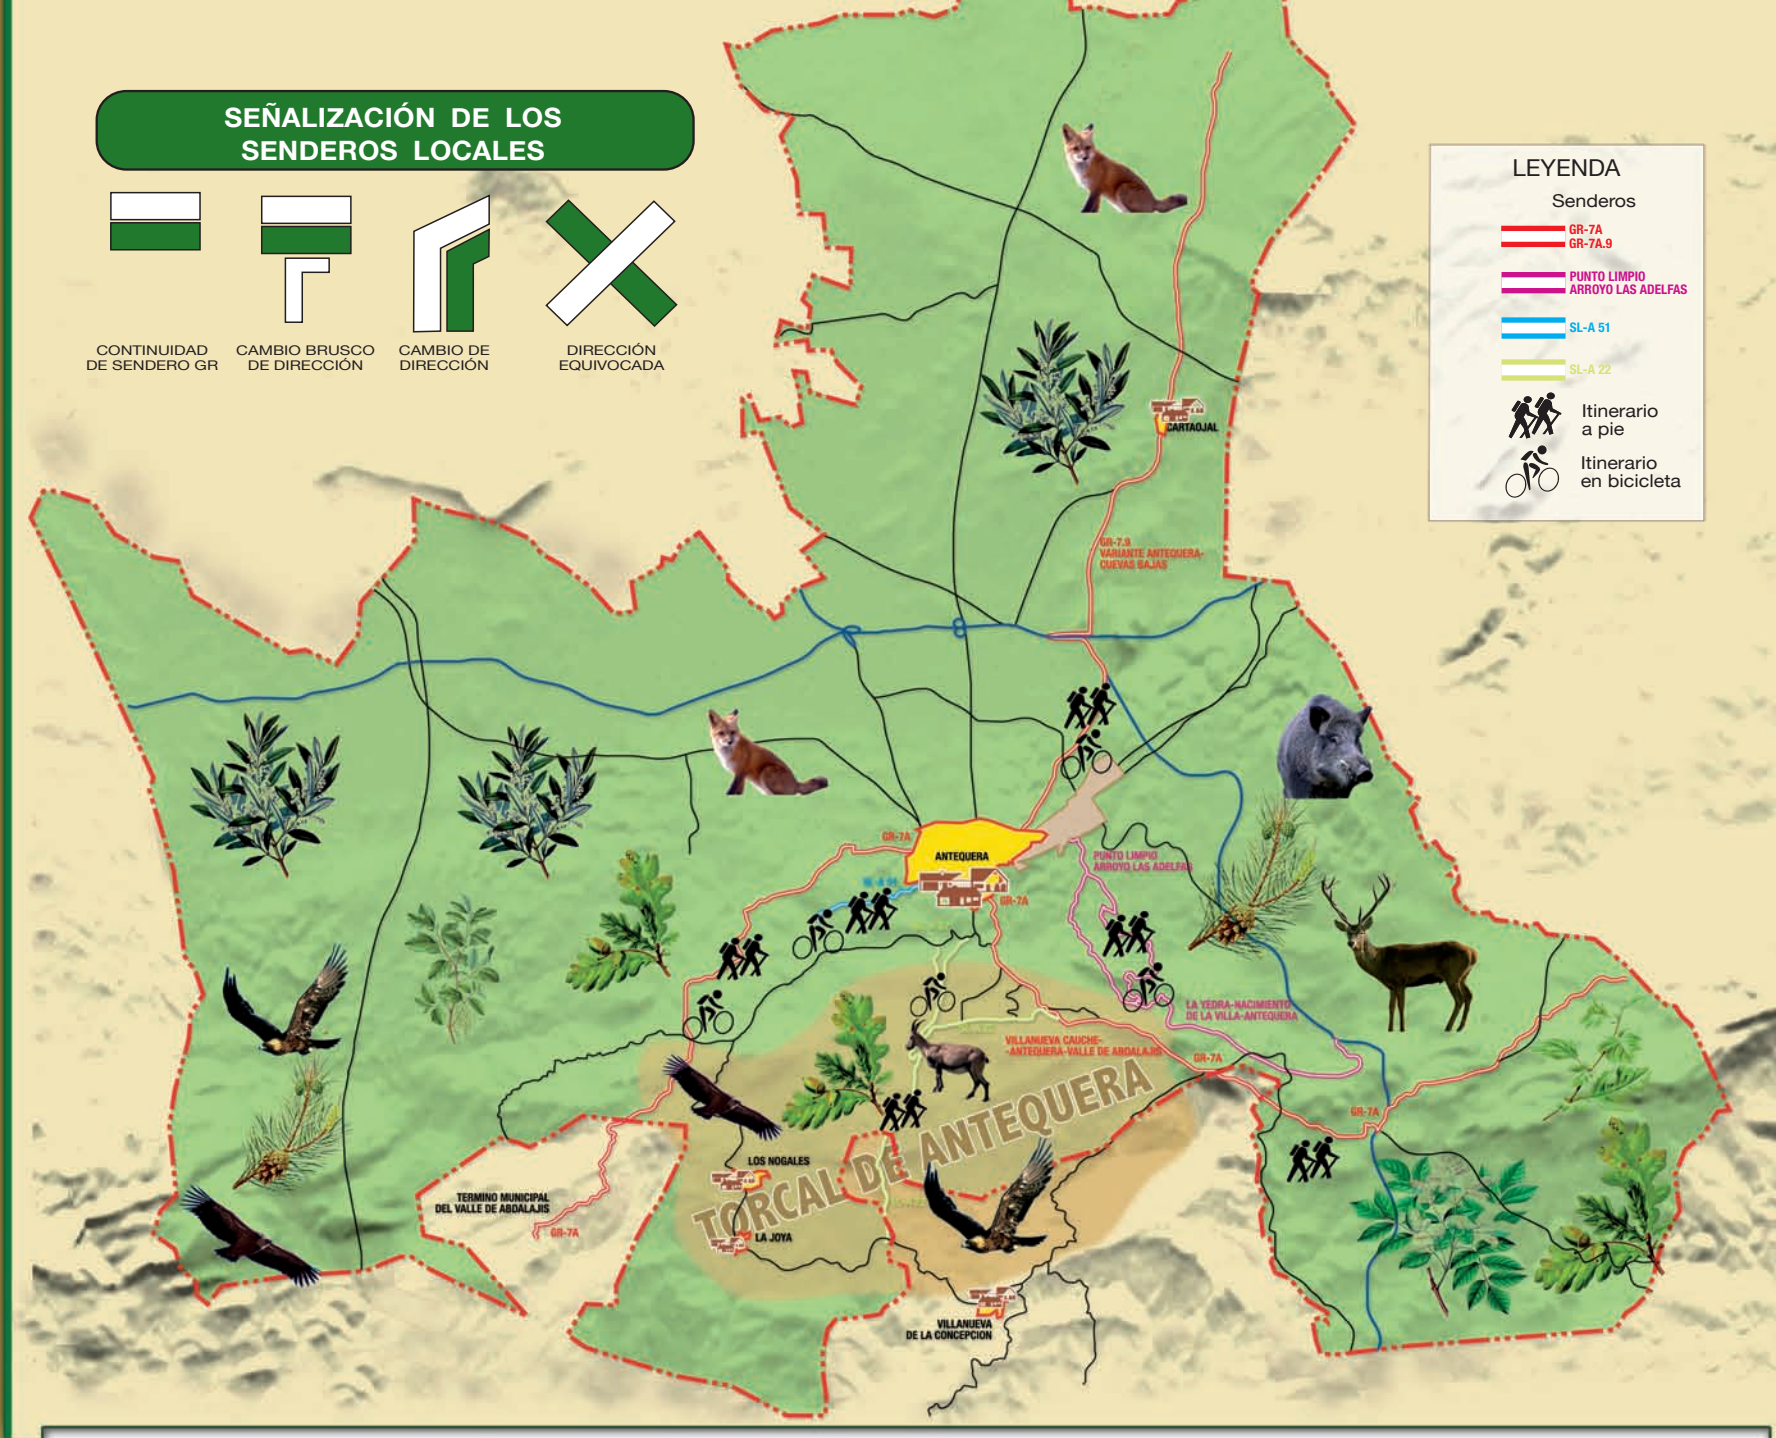 SEÑALIZACIÓN DE LOS
SENDEROS LOCALES
CONTINUIDAD
DE SENDERO GR
CAMBIO BRUSCO
DE DIRECCIÓN
CAMBIO DE
DIRECCIÓN
DIRECCIÓN
EQUIVOCADA
LEYENDA
Senderos
GR-7A
GR-7A.9
PUNTO LIMPIO
ARROYO LAS ADELFAS
SL-A 51
SL-A 22
Itinerario
a pie
Itinerario
en bicicleta
CARTAOJAL
GR-7.9
VARIANTE ANTEQUERA-
CUEVAS BAJAS
GR-7A
ANTEQUERA
PUNTO LIMPIO
ARROYO LAS ADELFAS
GR-7A
LA YEDRA-NACIMIENTO
DE LA VILLA-ANTEQUERA
VILLANUEVA CAUCHE-
-ANTEQUERA-VALLE DE ABDALAJIS
GR-7A
GR-7A
TORCAL DE ANTEQUERA
LOS NOGALES
TERMINO MUNICIPAL
DEL VALLE DE ABDALAJIS
GR-7A
LA JOYA
VILLANUEVA
DE LA CONCEPCION